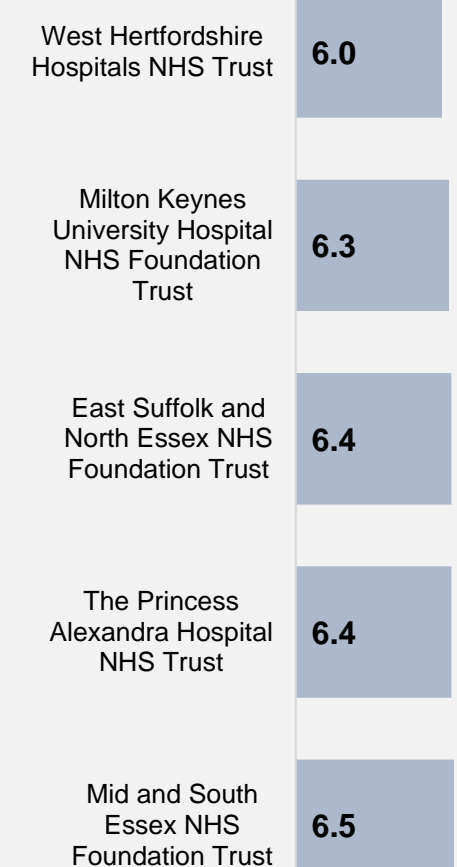 West Hertfordshire
Hospitals NHS Trust
6.0
Milton Keynes
University Hospital
NHS Foundation
Trust
6.3
East Suffolk and
North Essex NHS
Foundation Trust
6.4
The Princess
Alexandra Hospital
NHS Trust
6.4
Mid and South
Essex NHS
Foundation Trust
6.5